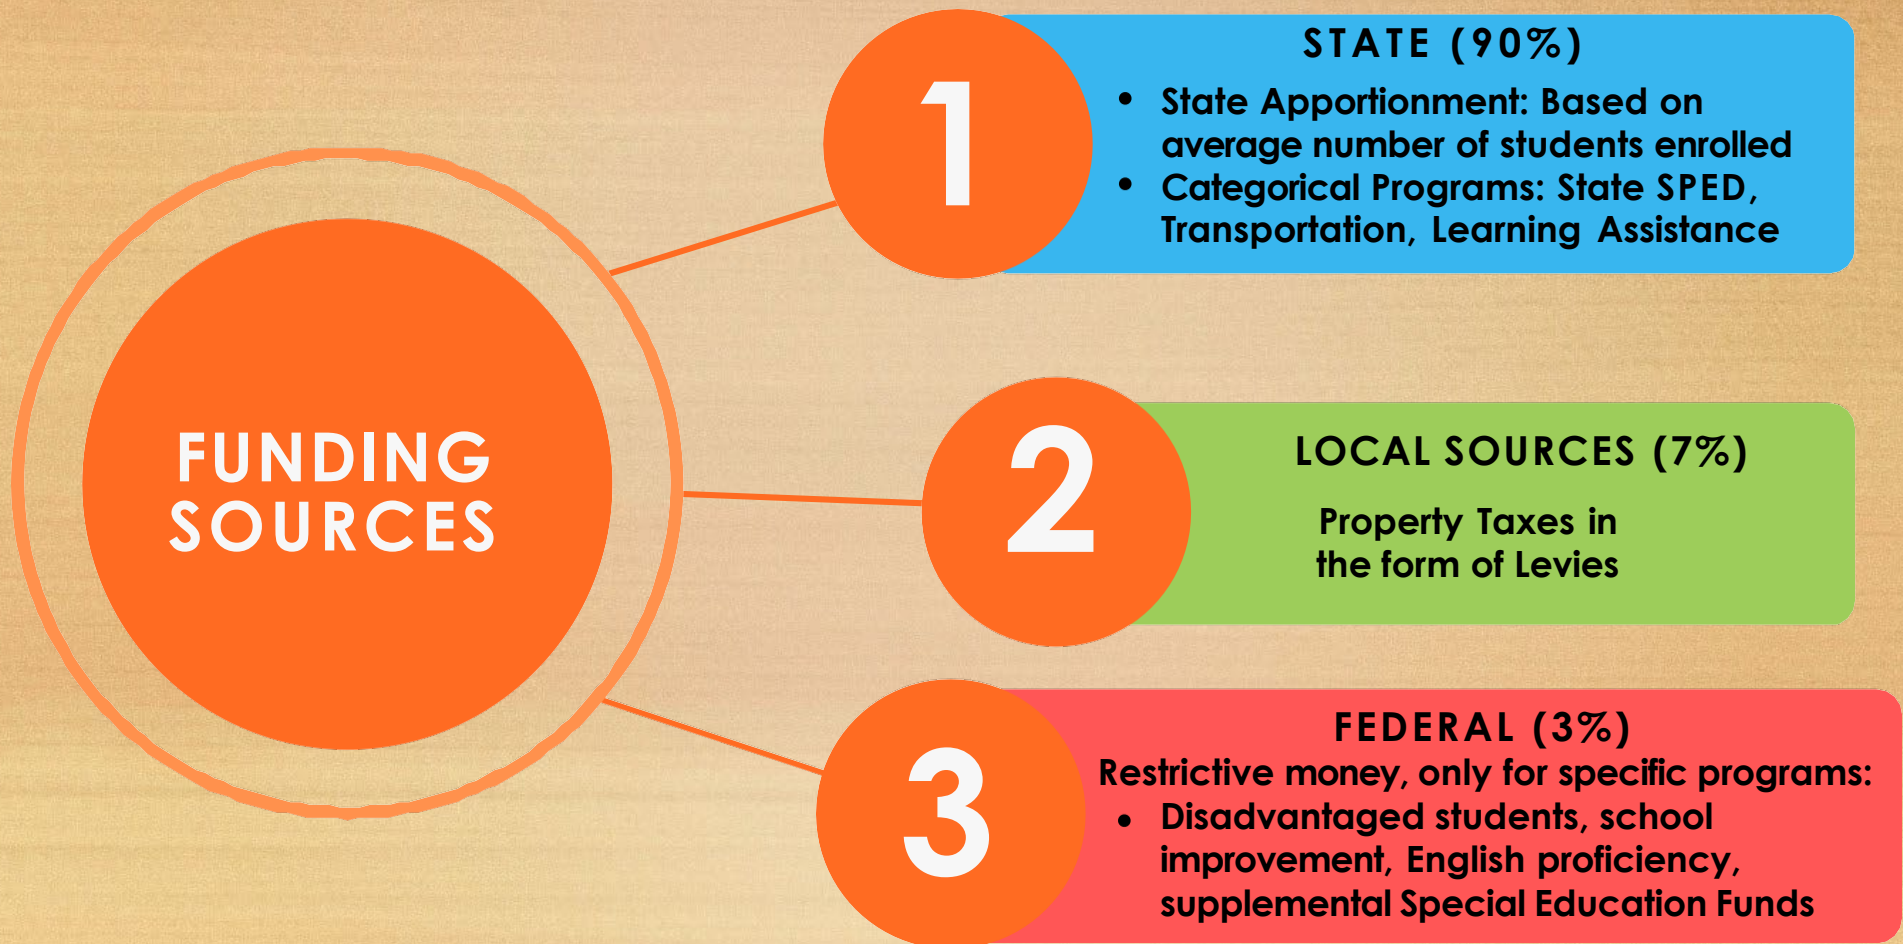 FUNDING
SOURCES
1
STATE (90%)
• State Apportionment: Based on
average number of students enrolled
• Categorical Programs: State SPED,
Transportation, Learning Assistance
2
LOCAL SOURCES (7%)
Property Taxes in
the form of Levies
3
FEDERAL (3%)
Restrictive money, only for specific programs:
• Disadvantaged students, school
improvement, English proficiency,
supplemental Special Education Funds